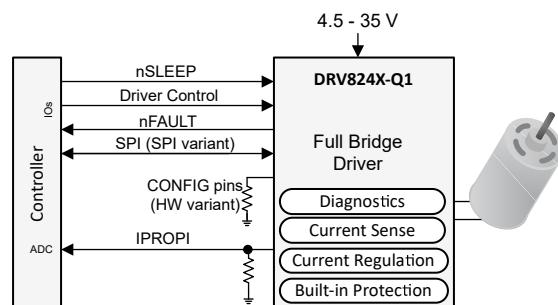 4.5 - 35 V
DRV824X-Q1
nSLEEP
Driver Control
IOs
nFAULT
SPI (SPI variant)
Full Bridge
Driver
Controller
CONFIG pins
(HW variant)
Diagnostics
Current Sense
ADC
IPROPI
Current Regulation
Built-in Protection